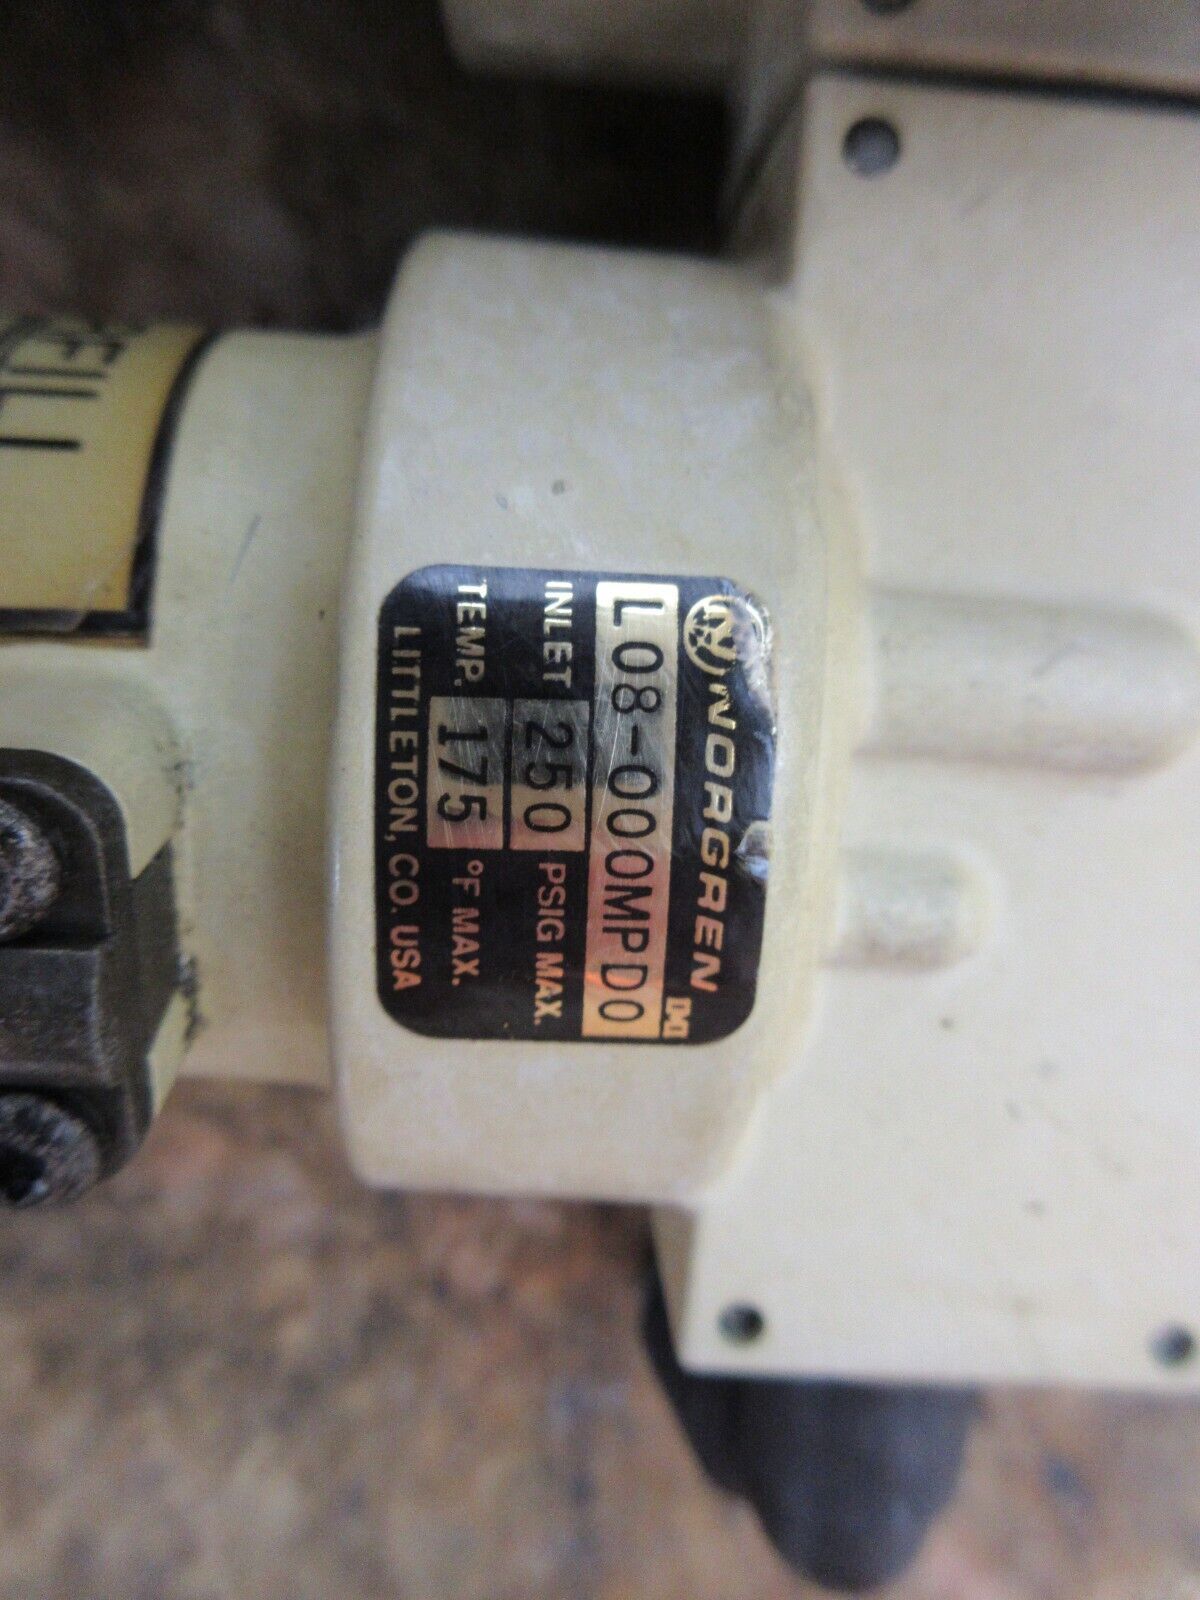 NORGREN
L08-000MPD0
INLET 250 PSIG MAX.
TEMP. 175 °F MAX.
LITTLETON, CO. USA